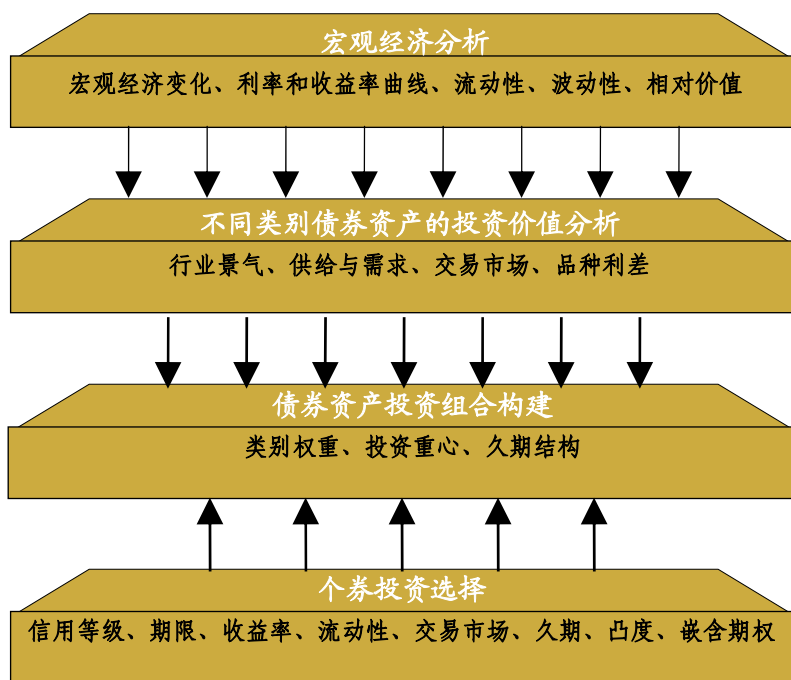 宏观经济分析
宏观经济变化、利率和收益率曲线、流动性、波动性、相对价值
不同类别债券资产的投资价值分析
行业景气、供给与需求、交易市场、品种利差
债券资产投资组合构建
类别权重、投资重心、久期结构
个券投资选择
信用等级、期限、收益率、流动性、交易市场、久期、凸度、嵌含期权